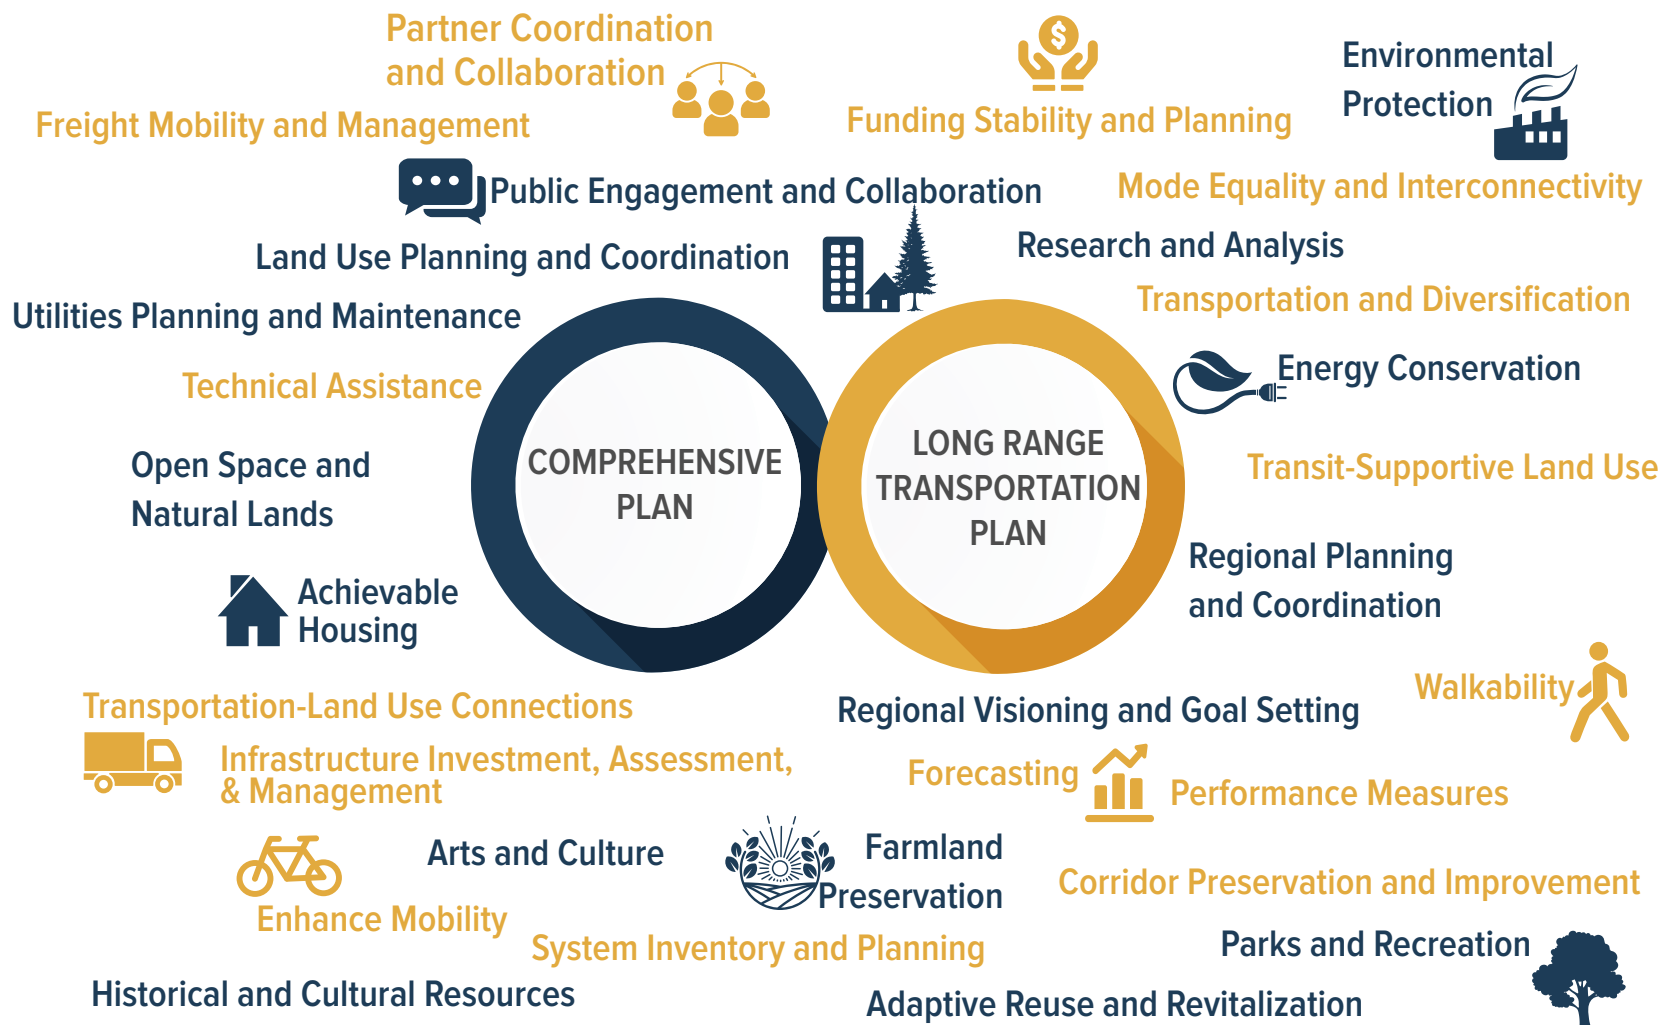 Partner Coordination
and Collaboration
Freight Mobility and Management
$
Funding Stability and Planning
Environmental
Protection
Public Engagement and Collaboration
Mode Equality and Interconnectivity
Land Use Planning and Coordination
Research and Analysis
Utilities Planning and Maintenance
Transportation and Diversification
Technical Assistance
Energy Conservation
Open Space and
Natural Lands
COMPREHENSIVE
PLAN
LONG RANGE
TRANSPORTATION
PLAN
Transit-Supportive Land Use
Achievable
Housing
Regional Planning
and Coordination
Transportation-Land Use Connections
Regional Visioning and Goal Setting
Walkability
Infrastructure Investment, Assessment,
& Management
Forecasting
Performance Measures
Arts and Culture
Farmland
Preservation
Corridor Preservation and Improvement
Enhance Mobility
System Inventory and Planning
Parks and Recreation
Historical and Cultural Resources
Adaptive Reuse and Revitalization